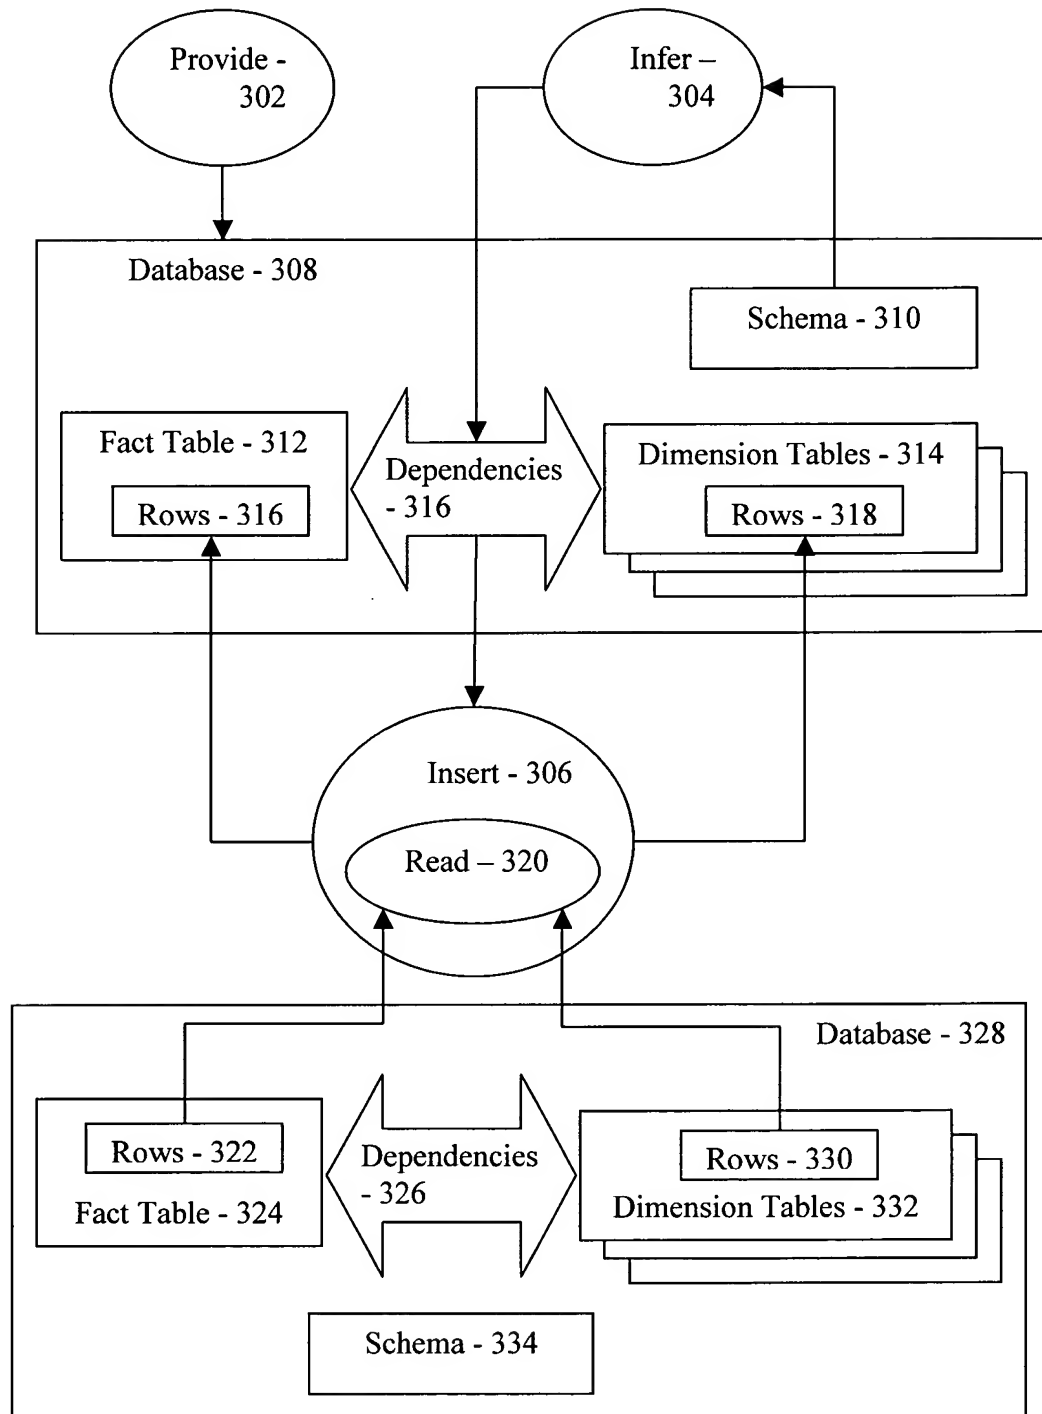 Provide -
302
Infer –
304
Database - 308
Schema - 310
Fact Table - 312
Rows - 316
Dependencies
- 316
Dimension Tables - 314
Rows - 318
Insert - 306
Read – 320
Database - 328
Rows - 322
Fact Table - 324
Dependencies
- 326
Rows - 330
Dimension Tables - 332
Schema - 334